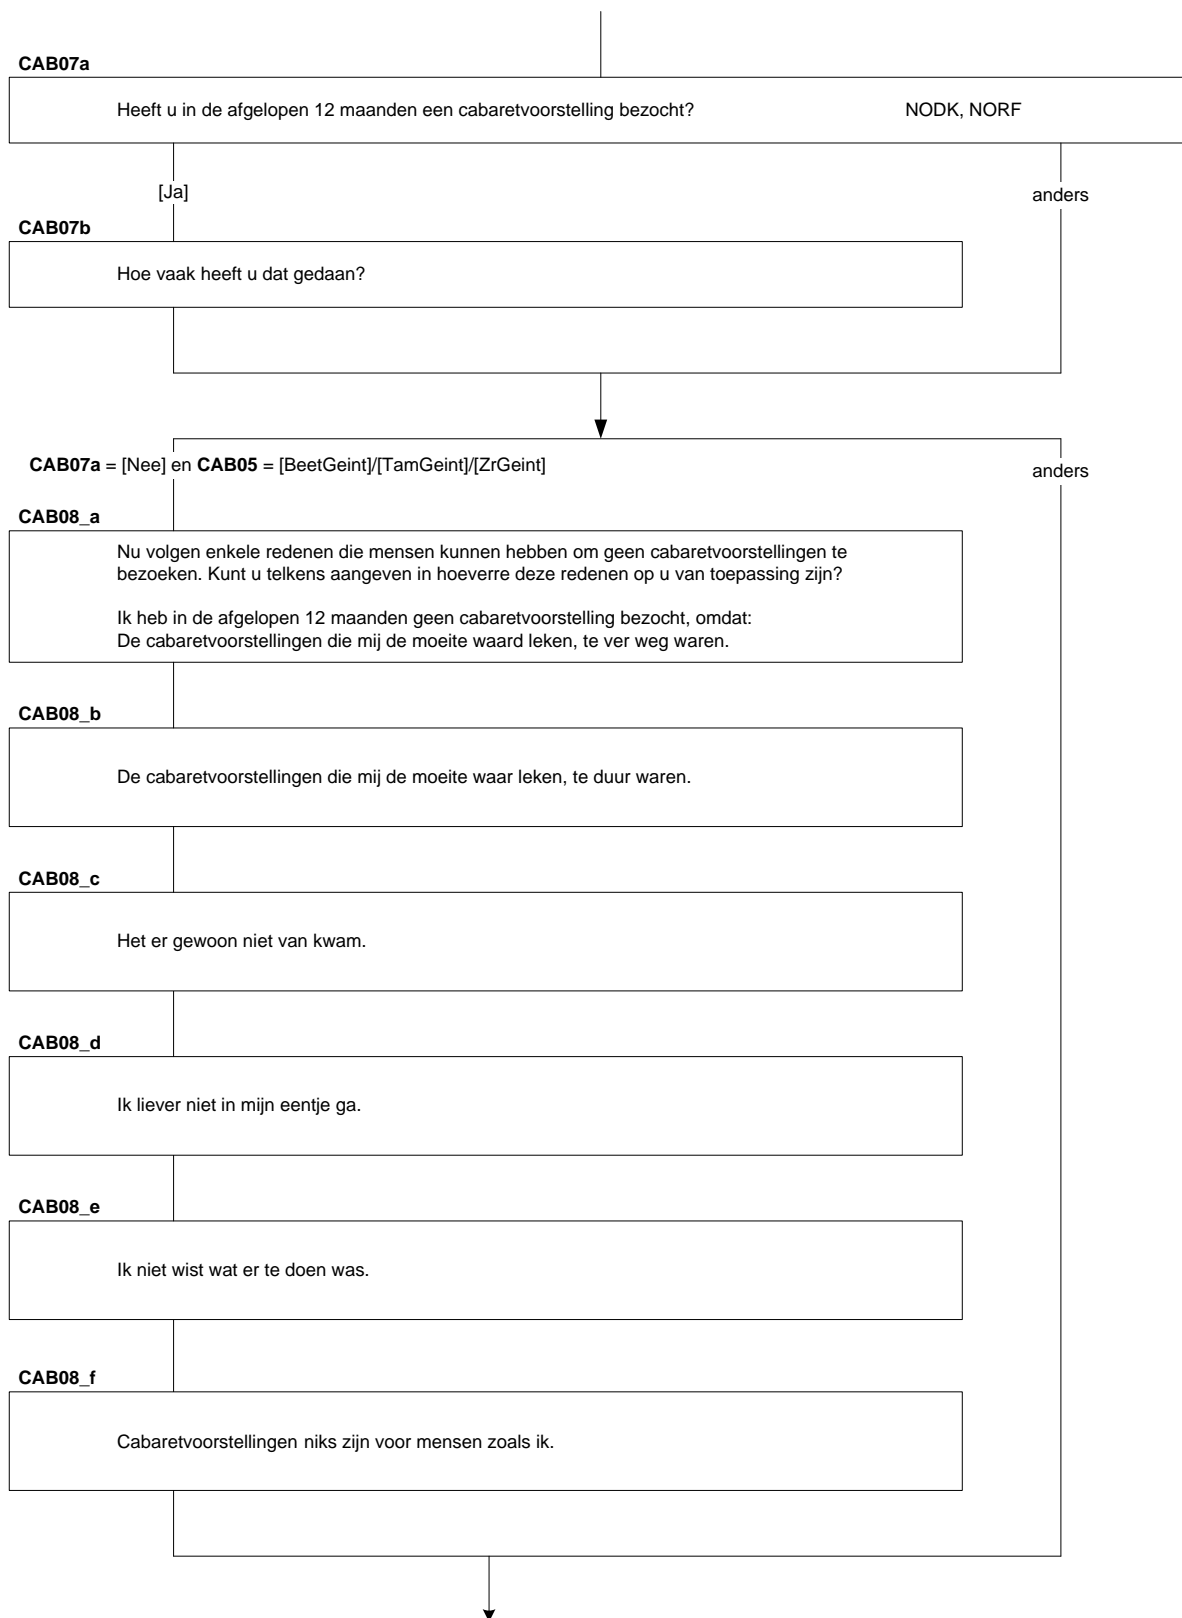 CAB07a
Heeft u in de afgelopen 12 maanden een cabaretvoorstelling bezocht? NODK, NORF
[Ja]
anders
CAB07b
Hoe vaak heeft u dat gedaan?
CAB07a = [Nee] en CAB05 = [BeetGeint]/[TamGeint]/[ZrGeint]
anders
CAB08_a
Nu volgen enkele redenen die mensen kunnen hebben om geen cabaretvoorstellingen te
bezoeken. Kunt u telkens aangeven in hoeverre deze redenen op u van toepassing zijn?
Ik heb in de afgelopen 12 maanden geen cabaretvoorstelling bezocht, omdat:
De cabaretvoorstellingen die mij de moeite waard leken, te ver weg waren.
CAB08_b
De cabaretvoorstellingen die mij de moeite waar leken, te duur waren.
CAB08_c
Het er gewoon niet van kwam.
CAB08_d
Ik liever niet in mijn eentje ga.
CAB08_e
Ik niet wist wat er te doen was.
CAB08_f
Cabaretvoorstellingen niks zijn voor mensen zoals ik.